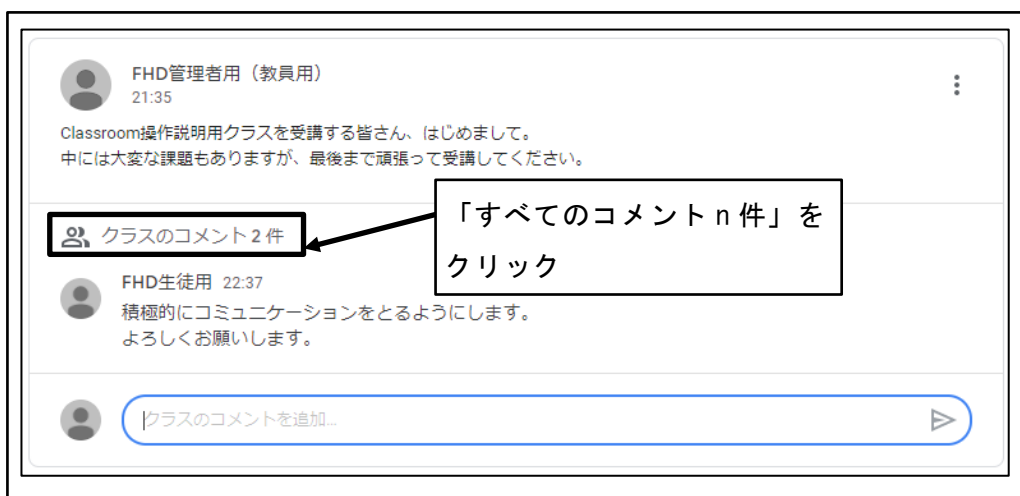 FHD管理者用（教員用）
21:35
Classroom操作説明用クラスを受講する皆さん、はじめまして。
中には大変な課題もありますが、最後まで頑張って受講してください。
「すべてのコメントｎ件」を
クリック
クラスのコメント 2 件
FHD生徒用 22:37
積極的にコミュニケーションをとるようにします。
よろしくお願いします。
クラスのコメントを追加...